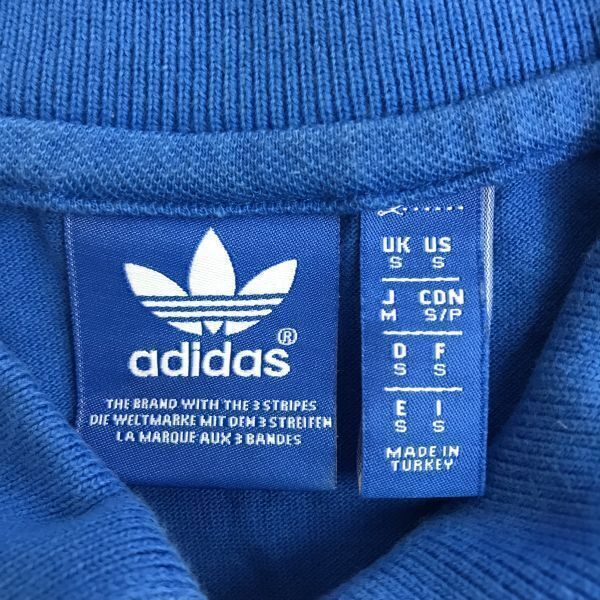 adidas®
THE BRAND WITH THE 3 STRIPES
DIE WELTMARKE MIT DEN 3 STREIFEN
LA MARQUE AUX 3 BANDES
UK US
S S
J CDN
M S/P
D F
S S
E I
S S
MADE IN
TURKEY